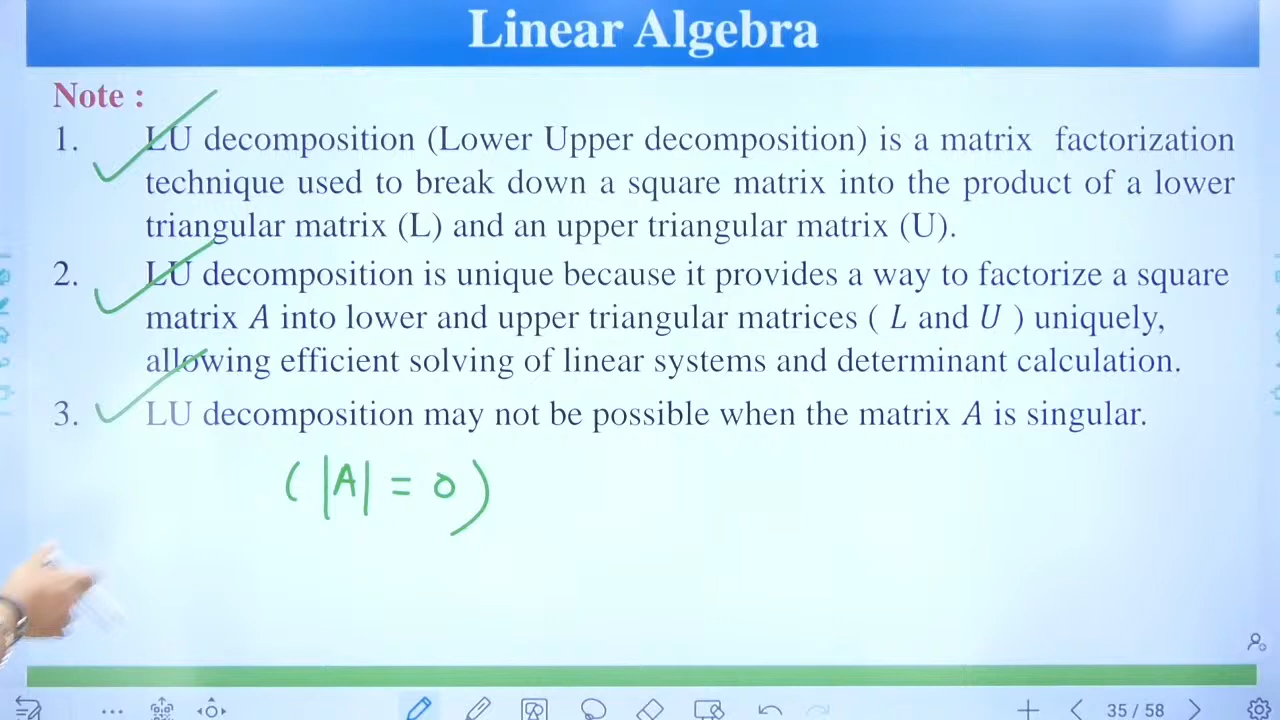 Linear Algebra
Note :
1. LU decomposition (Lower Upper decomposition) is a matrix factorization
technique used to break down a square matrix into the product of a lower
triangular matrix (L) and an upper triangular matrix (U).
2. LU decomposition is unique because it provides a way to factorize a square
matrix A into lower and upper triangular matrices ( L and U ) uniquely,
allowing efficient solving of linear systems and determinant calculation.
3. LU decomposition may not be possible when the matrix A is singular.
( |A| = 0 )
35 / 58